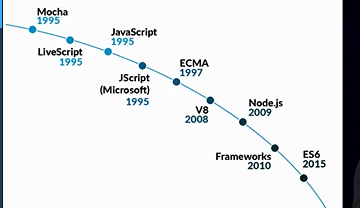 Mocha
1995
LiveScript
1995
JavaScript
1995
JScript
(Microsoft)
1995
ECMA
1997
V8
2008
Node.js
2009
Frameworks
2010
ES6
2015